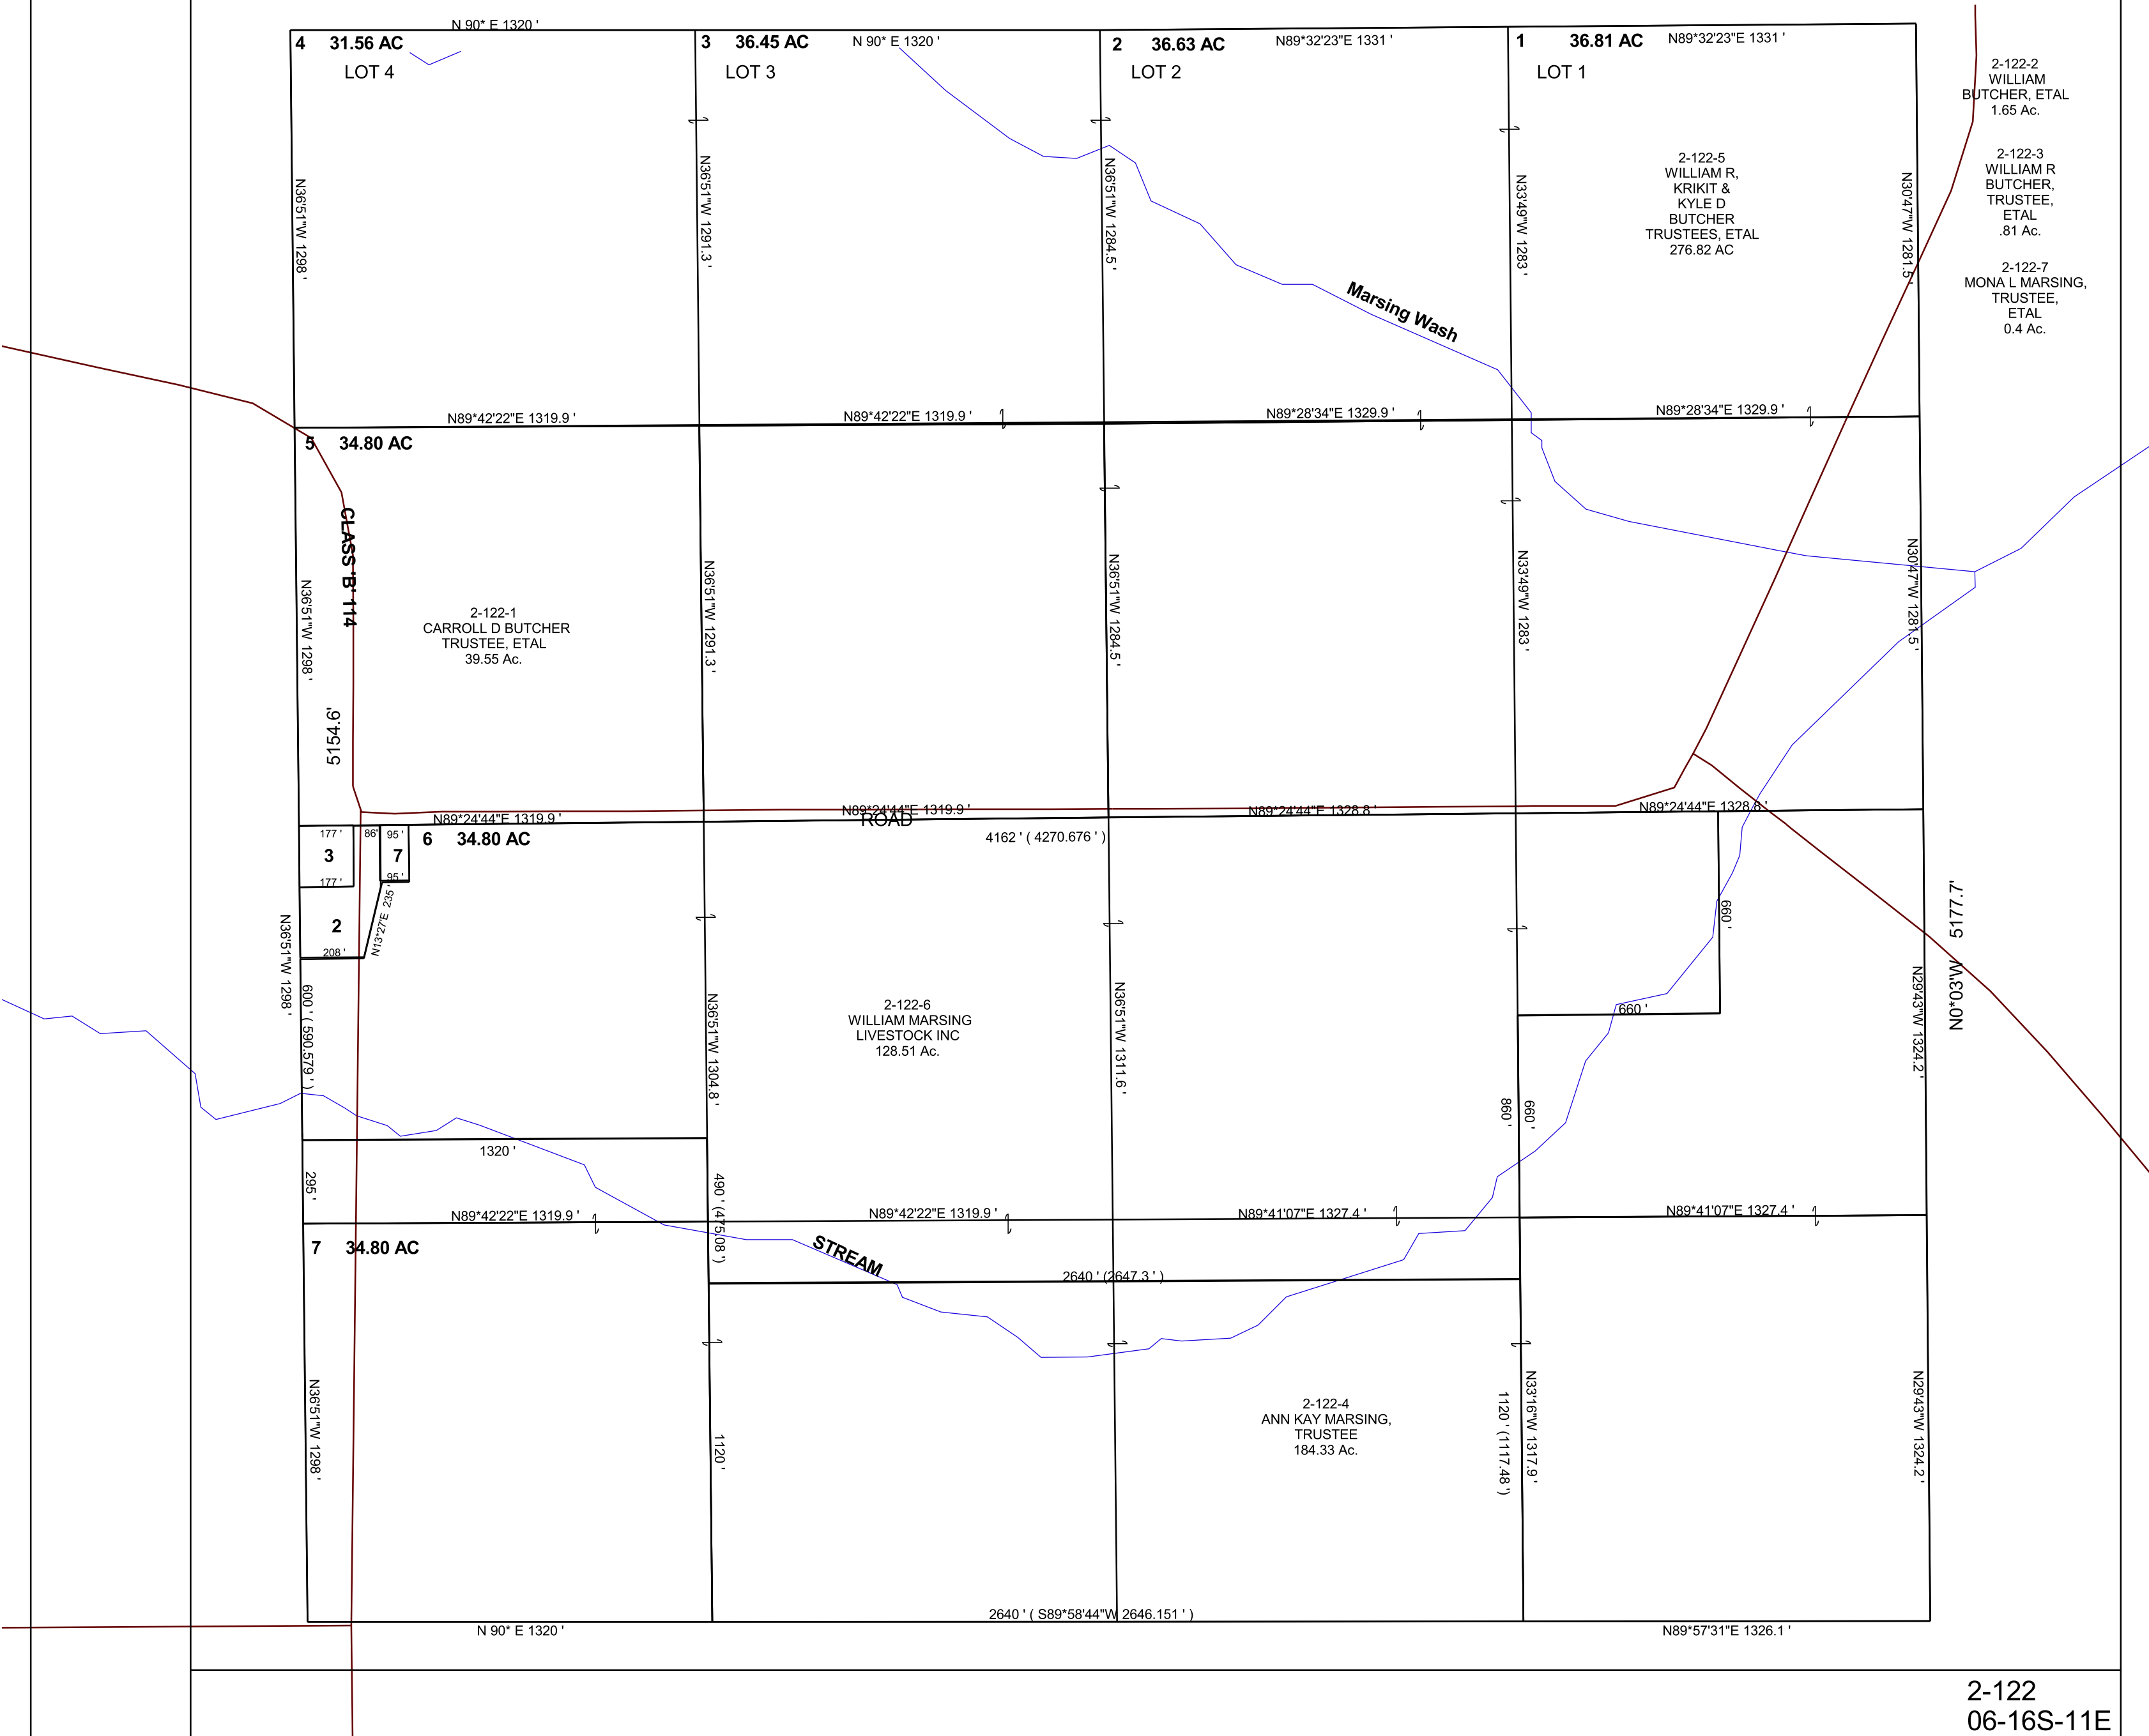 N 90* E 1320 '
4 31.56 AC
LOT 4
3 36.45 AC
N 90* E 1320 '
LOT 3
2 36.63 AC
N89*32'23"E 1331 '
LOT 2
1 36.81 AC
N89*32'23"E 1331 '
LOT 1
2-122-2
WILLIAM
BUTCHER, ETAL
1.65 Ac.
2-122-3
WILLIAM R
BUTCHER,
TRUSTEE,
ETAL
.81 Ac.
2-122-7
MONA L MARSING,
TRUSTEE,
ETAL
0.4 Ac.
2-122-5
WILLIAM R,
KRIKIT &
KYLE D
BUTCHER
TRUSTEES, ETAL
276.82 AC
N36'51"W 1298 '
N36'51"W 1291.3 '
N36'51"W 1284.5 '
N33'49"W 1283 '
N30'47"W 1281.5 '
Marsing Wash
N89*42'22"E 1319.9 '
N89*42'22"E 1319.9 '
N89*28'34"E 1329.9 '
N89*28'34"E 1329.9 '
5 34.80 AC
CLASS 'B' 114
N36'51"W 1298 '
5154.6'
2-122-1
CARROLL D BUTCHER
TRUSTEE, ETAL
39.55 Ac.
N36'51"W 1291.3 '
N36'51"W 1284.5 '
N33'49"W 1283 '
N30'47"W 1281.5 '
N89*24'44"E 1319.9 '
N89*24'44"E 1319.9 '
ROAD
N89*24'44"E 1328.8 '
N89*24'44"E 1328.8 '
4162 ' ( 4270.676 ' )
177 '
86'
95 '
6 34.80 AC
3
7
177 '
95 '
2
208 '
N13*27'E 235 '
N36'51"W 1298 '
600 ' ( 590.579 ' )
2-122-6
WILLIAM MARSING
LIVESTOCK INC
128.51 Ac.
N36'51"W 1304.8 '
N36'51"W 1311.6 '
660 '
660 '
860 '
660 '
N29'43"W 1324.2 '
N0*03'W 5177.7'
1320 '
295 '
490 ' (475.08 ')
N89*42'22"E 1319.9 '
N89*42'22"E 1319.9 '
N89*41'07"E 1327.4 '
N89*41'07"E 1327.4 '
7 34.80 AC
STREAM
2640 ' (2647.3 ' )
N36'51"W 1298 '
1120 '
2-122-4
ANN KAY MARSING,
TRUSTEE
184.33 Ac.
1120 ' (1117.48 ' )
N33'16"W 1317.9 '
N29'43"W 1324.2 '
2640 ' ( S89*58'44"W 2646.151 ' )
N 90* E 1320 '
N89*57'31"E 1326.1 '
2-122
06-16S-11E